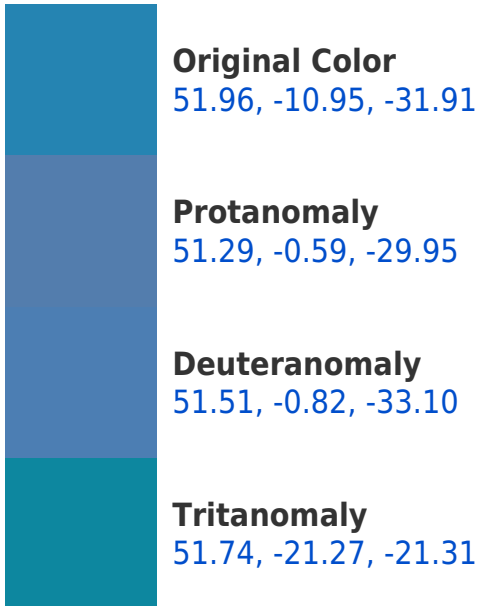 Original Color
51.96, -10.95, -31.91
Protanomaly
51.29, -0.59, -29.95
Deuteranomaly
51.51, -0.82, -33.10
Tritanomaly
51.74, -21.27, -21.31